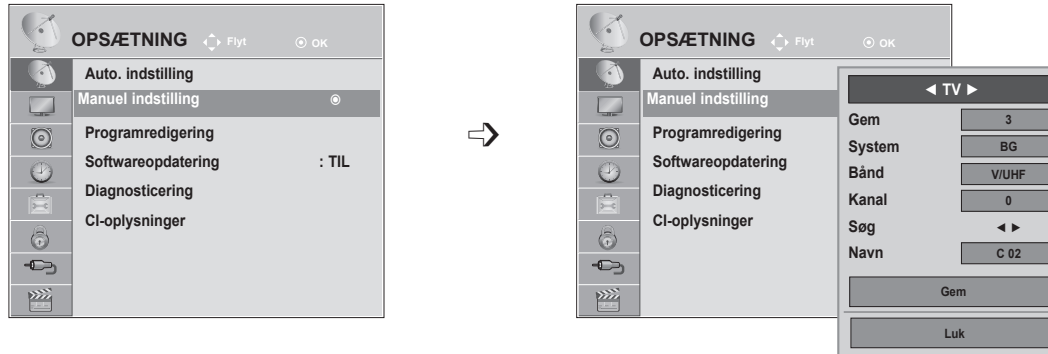 OPSÆTNING Flyt OK
Auto. indstilling
Manuel indstilling
Programredigering
Softwareopdatering : TIL
Diagnosticering
CI-oplysninger
OPSÆTNING Flyt OK
Auto. indstilling
Manuel indstilling
Programredigering
Softwareopdatering
Diagnosticering
CI-oplysninger
◄ TV ►
Gem 3
System BG
Bånd V/UHF
Kanal 0
Søg ◄ ►
Navn C 02
Gem
Luk